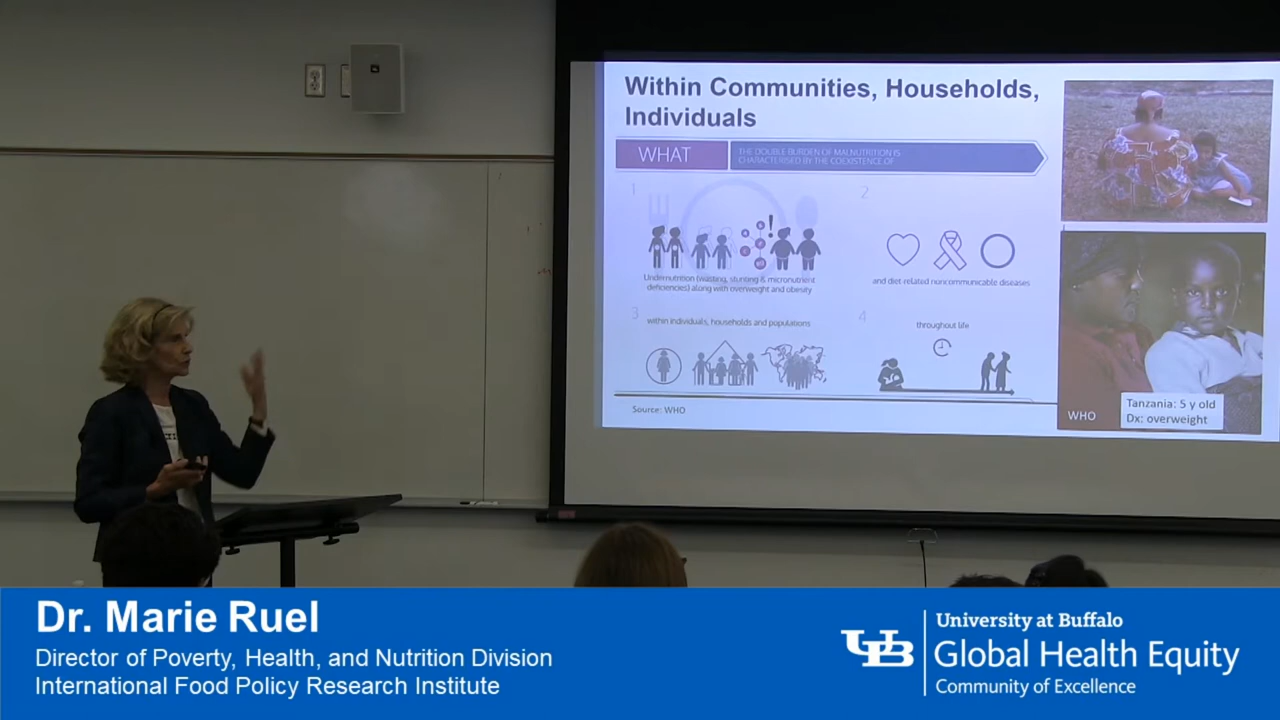 Within Communities, Households,
Individuals
WHAT
THE DOUBLE BURDEN OF MALNUTRITION IS
CHARACTERISED BY THE COEXISTENCE OF
1
2
Undernutrition (wasting, stunting & micronutrient
deficiencies) along with overweight and obesity
and diet-related noncommunicable diseases
3
within individuals, households and populations
4
throughout life
Source: WHO
WHO
Tanzania: 5 y old
Dx: overweight
Dr. Marie Ruel
Director of Poverty, Health, and Nutrition Division
International Food Policy Research Institute
UB
University at Buffalo
Global Health Equity
Community of Excellence